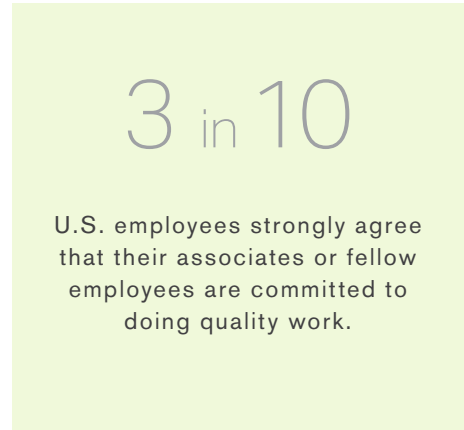 3 in 10
U.S. employees strongly agree
that their associates or fellow
employees are committed to
doing quality work.